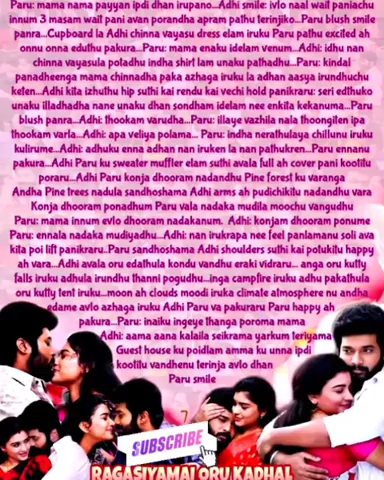 Paru: mama nama payyan ipdi dhan irupano...Adhi smile: ivlo naal wait paniachu
innum 3 masam wait pani avan porandha apram pathu terinjiko...Paru blush smile
panra...Cupboard la Adhi chinna vayasu dress elam iruku Paru pathu excited ah
onnu onna eduthu pakura...Paru: mama enaku idelam venum...Adhi: idhu nan
chinna vayasula potadhu indha shirt lam unaku pathadhu...Paru: kindal
panadheenga mama chinnadha paka azhaga iruku la adhan aasya irundhuchu
keten...Adhi kita izhuthu hip suthi kai rendu kai vechi hold panikraru: seri edthuko
unaku illadhadha nane unaku dhan sondham idelam nee enkita kekanuma...Paru
blush panra...Adhi: thookam varudha...Paru: illaye vazhila nala thoongiten ipa
thookam varla...Adhi: apa veliya polama... Paru: indha nerathulaya chillunu iruku
kulirume...Adhi: adhuku enna adhan nan iruken la nan pathukren...Paru ennanu
pakura...Adhi Paru ku sweater muffler elam suthi avala full ah cover pani kootitu
poraru...Adhi Paru konja dhooram nadandhu Pine forest ku varanga
Andha Pine trees nadula sandhoshama Adhi arms ah pudichikitu nadandhu vara
Konja dhooram ponadhum Paru vala nadaka mudila moochu vangudhu
Paru: mama innum evlo dhooram nadakanum. Adhi: konjam dhooram ponume
Paru: ennala nadaka mudiyadhu...Adhi: nan irukrapa nee feel panlamanu soli ava
kita poi lift panikraru..Paru sandhoshama Adhi shoulders suthi kai potukitu happy
ah vara...Adhi avala oru edathula kondu vandhu eraki vidraru... anga oru kutty
falls iruku adhula irundhu thanni pogudhu...inga campfire iruku adhu pakathula
oru kutty tent iruku...moon ah clouds moodi iruka climate atmosphere nu andha
edame avlo azhaga iruku Adhi Paru va pakuraru Paru happy ah
pakura...Paru: inaiku ingeye thanga poroma mama
Adhi: aama aana kalaila seikrama yarkum teriyama
Guest house ku poidlam amma ku unna ipdi
kootitu vandhenu terinja avlo dhan
Paru smile
SUBSCRIBE
RAGASIYAMAI ORU KADHAL